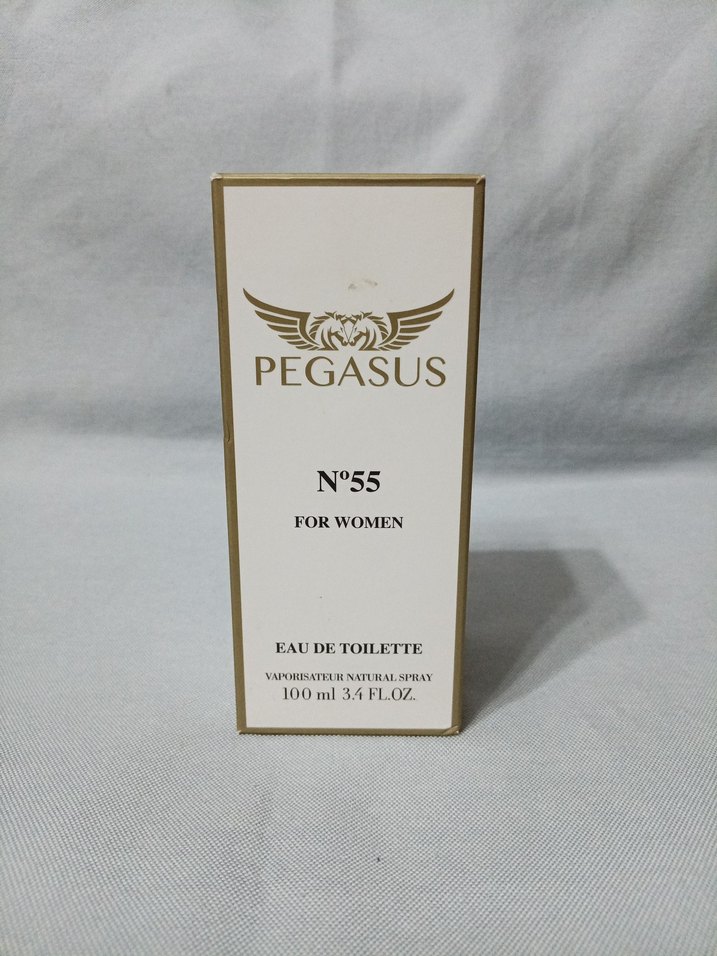 PEGASUS
Nº55
FOR WOMEN
EAU DE TOILETTE
VAPORISATEUR NATURAL SPRAY
100 ml 3.4 FL.OZ.